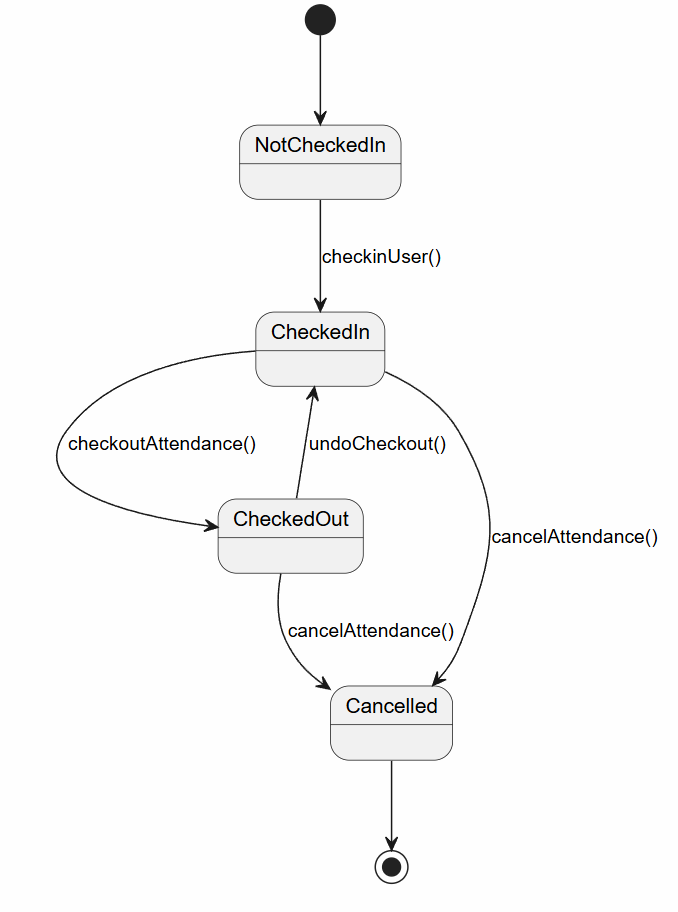 NotCheckedIn
checkinUser()
CheckedIn
checkoutAttendance()
undoCheckout()
CheckedOut
cancelAttendance()
cancelAttendance()
Cancelled